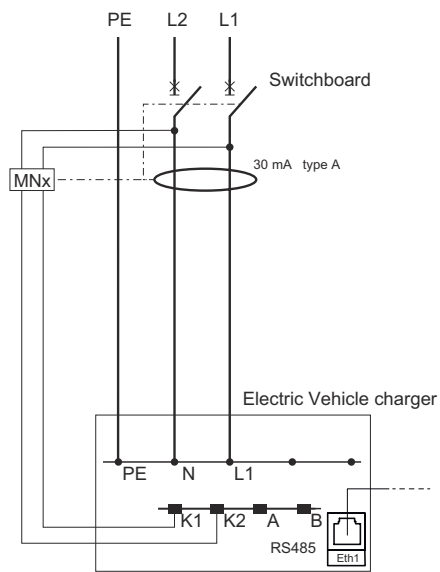 PE L2 L1
Switchboard
30 mA type A
MNx
Electric Vehicle charger
PE N L1
K1 K2 A B
RS485
Eth1